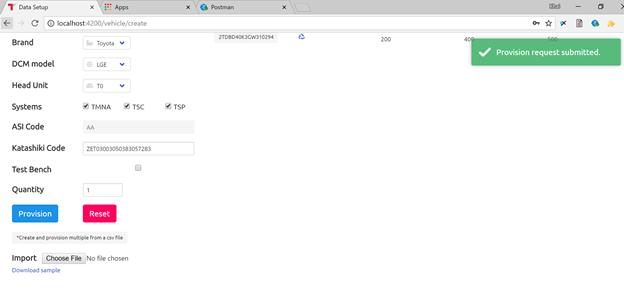 Data Setup
Apps
Postman
localhost:4200/vehicle/create
Brand
Toyota
2TDBD40K3GW310294
200
400
500
Provision request submitted.
DCM model
LGE
Head Unit
T0
Systems
TMNA
TSC
TSP
ASI Code
AA
Katashiki Code
ZET03003050383057283
Test Bench
Quantity
1
Provision
Reset
*Create and provision multiple from a csv file
Import
Choose File
No file chosen
Download sample